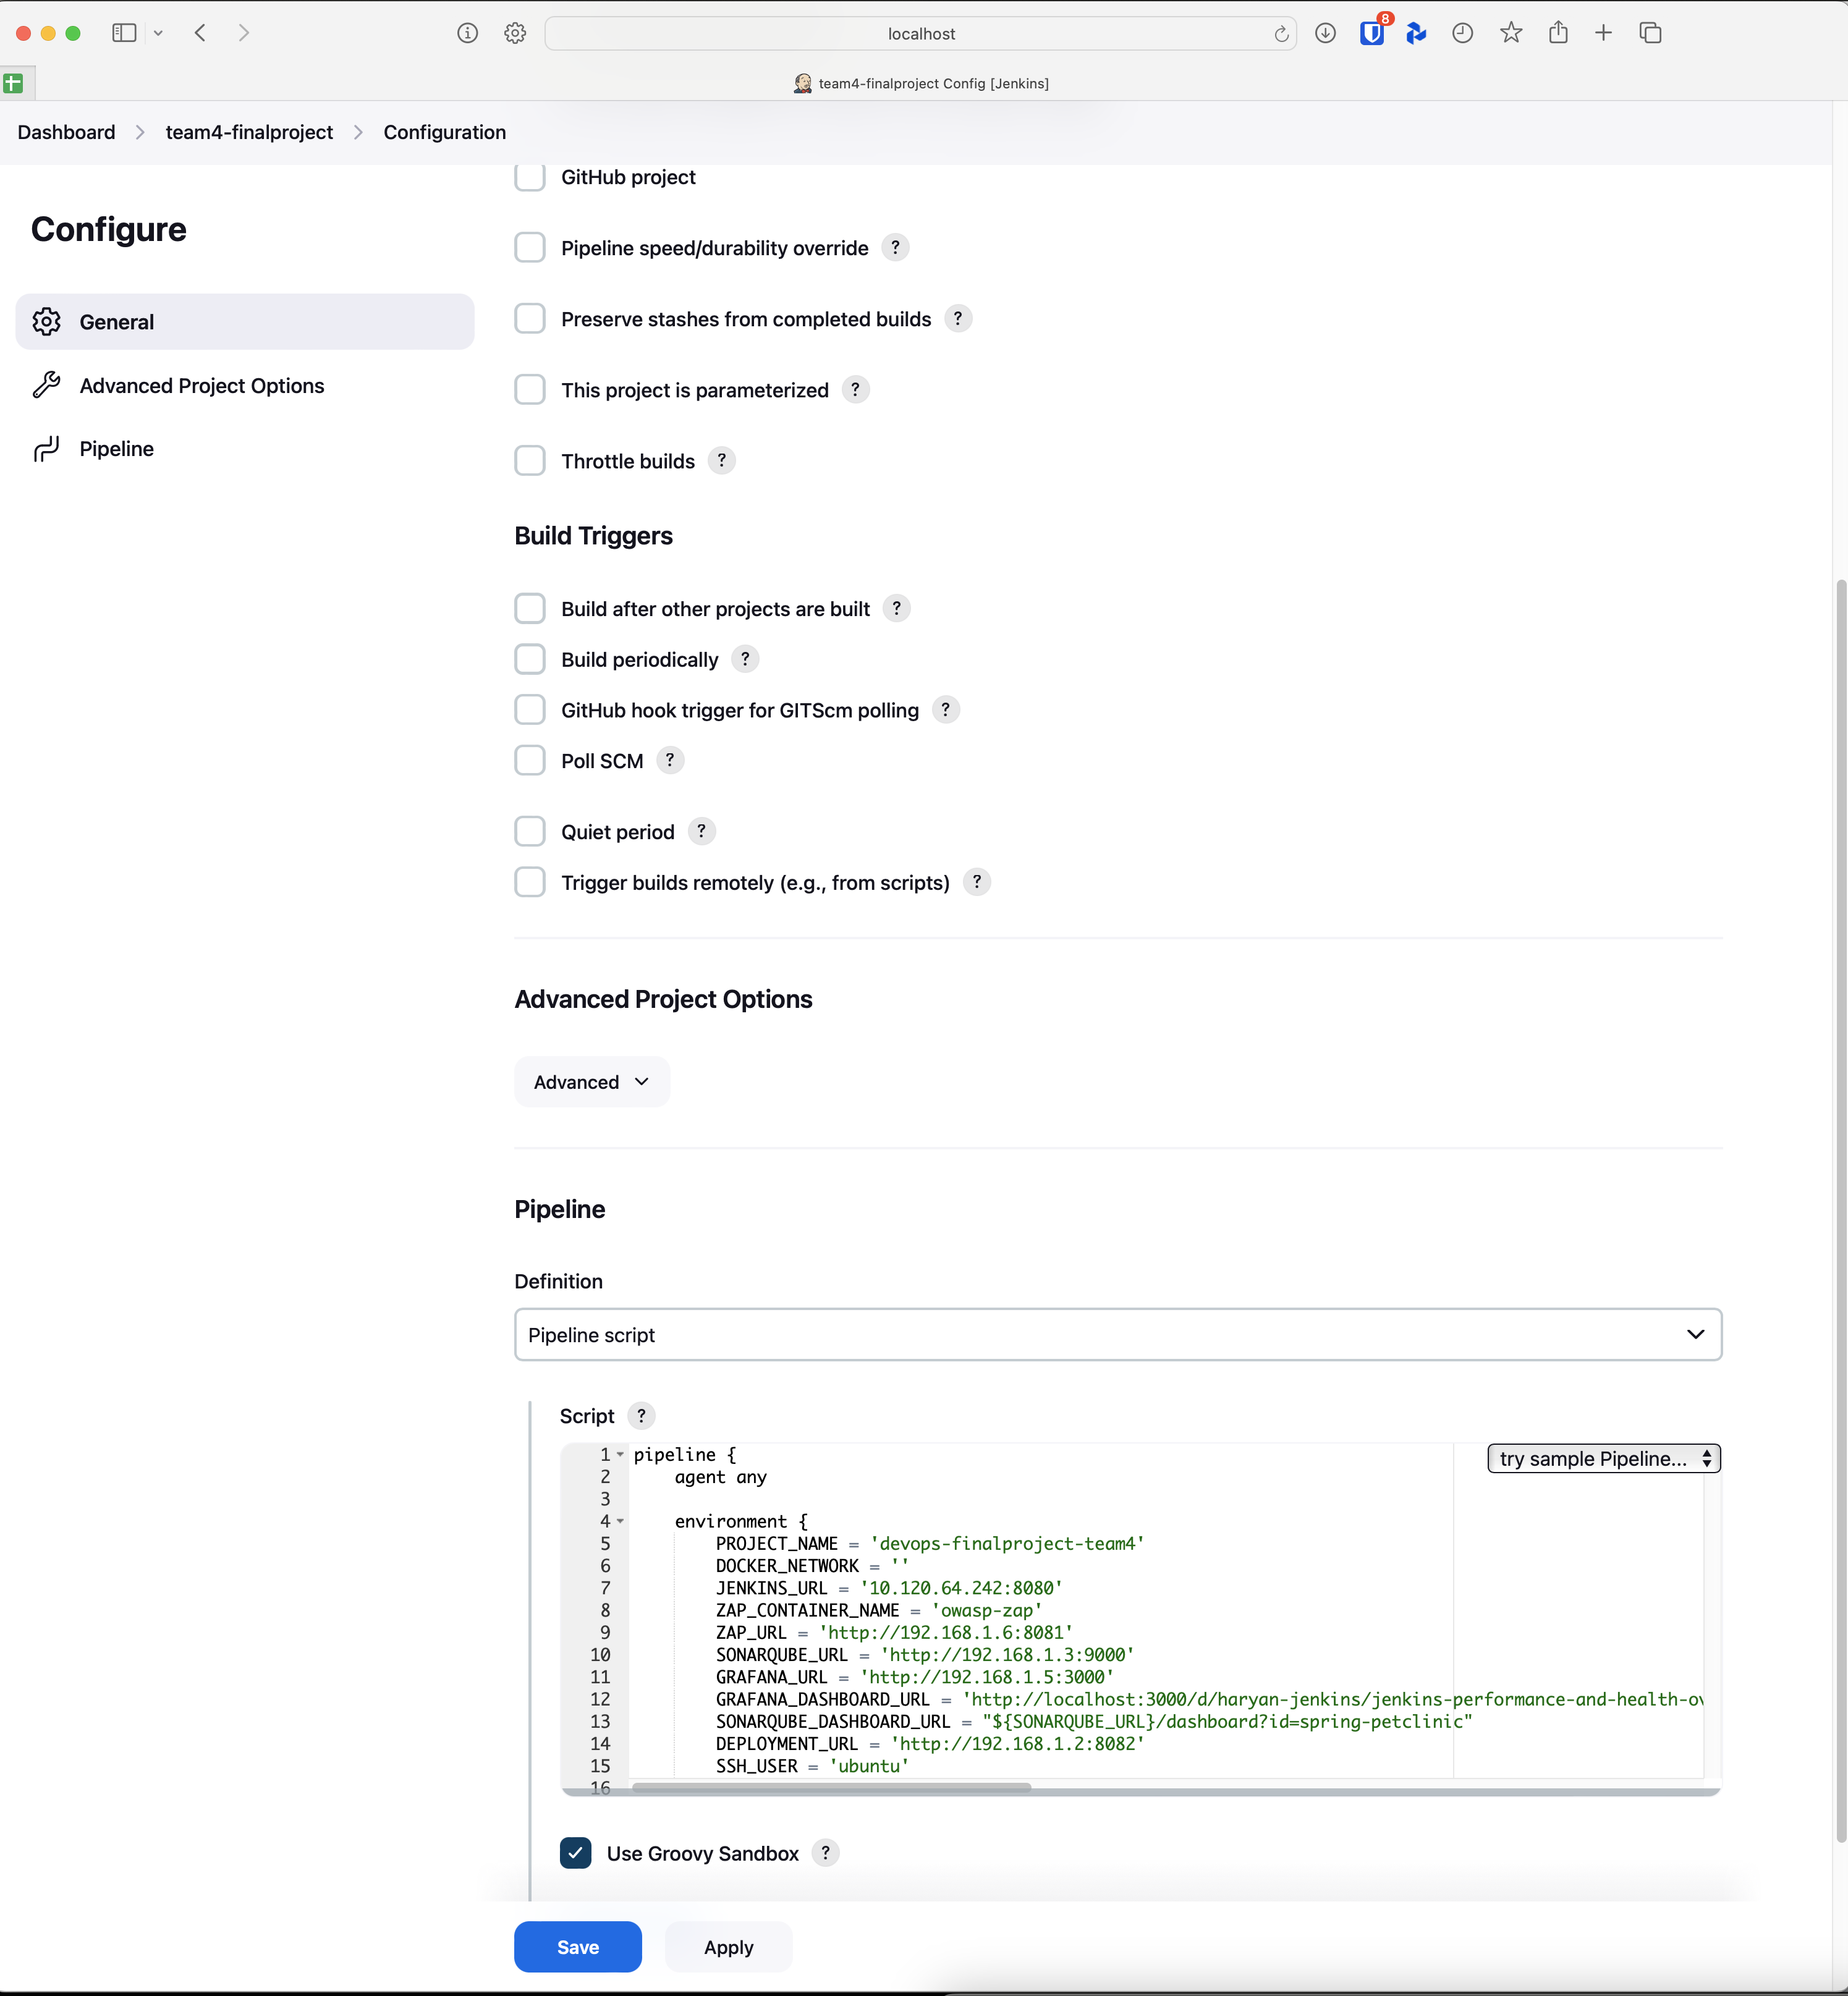 localhost
8
team4-finalproject Config [Jenkins]
Dashboard > team4-finalproject > Configuration
Configure
General
Advanced Project Options
Pipeline
GitHub project
Pipeline speed/durability override ?
Preserve stashes from completed builds ?
This project is parameterized ?
Throttle builds ?
Build Triggers
Build after other projects are built ?
Build periodically ?
GitHub hook trigger for GITScm polling ?
Poll SCM ?
Quiet period ?
Trigger builds remotely (e.g., from scripts) ?
Advanced Project Options
Advanced
Pipeline
Definition
Pipeline script
Script ?
try sample Pipeline...
1 pipeline {
2 agent any
3
4 environment {
5 PROJECT_NAME = 'devops-finalproject-team4'
6 DOCKER_NETWORK = ''
7 JENKINS_URL = '10.120.64.242:8080'
8 ZAP_CONTAINER_NAME = 'owasp-zap'
9 ZAP_URL = 'http://192.168.1.6:8081'
10 SONARQUBE_URL = 'http://192.168.1.3:9000'
11 GRAFANA_URL = 'http://192.168.1.5:3000'
12 GRAFANA_DASHBOARD_URL = 'http://localhost:3000/d/haryan-jenkins/jenkins-performance-and-health-ov
13 SONARQUBE_DASHBOARD_URL = "${SONARQUBE_URL}/dashboard?id=spring-petclinic"
14 DEPLOYMENT_URL = 'http://192.168.1.2:8082'
15 SSH_USER = 'ubuntu'
16
Use Groovy Sandbox ?
Save
Apply